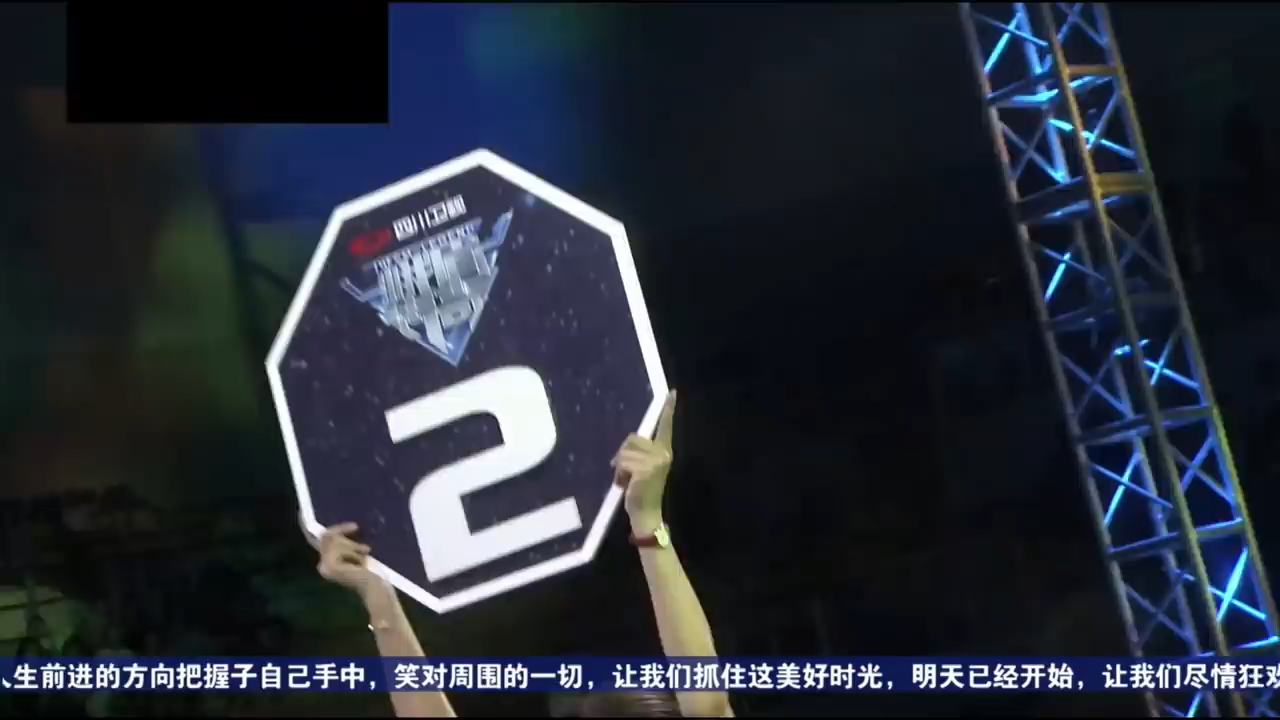 四川卫视
2
人生前进的方向把握子自己手中，笑对周围的一切，让我们抓住这美好时光，明天已经开始，让我们尽情狂欢